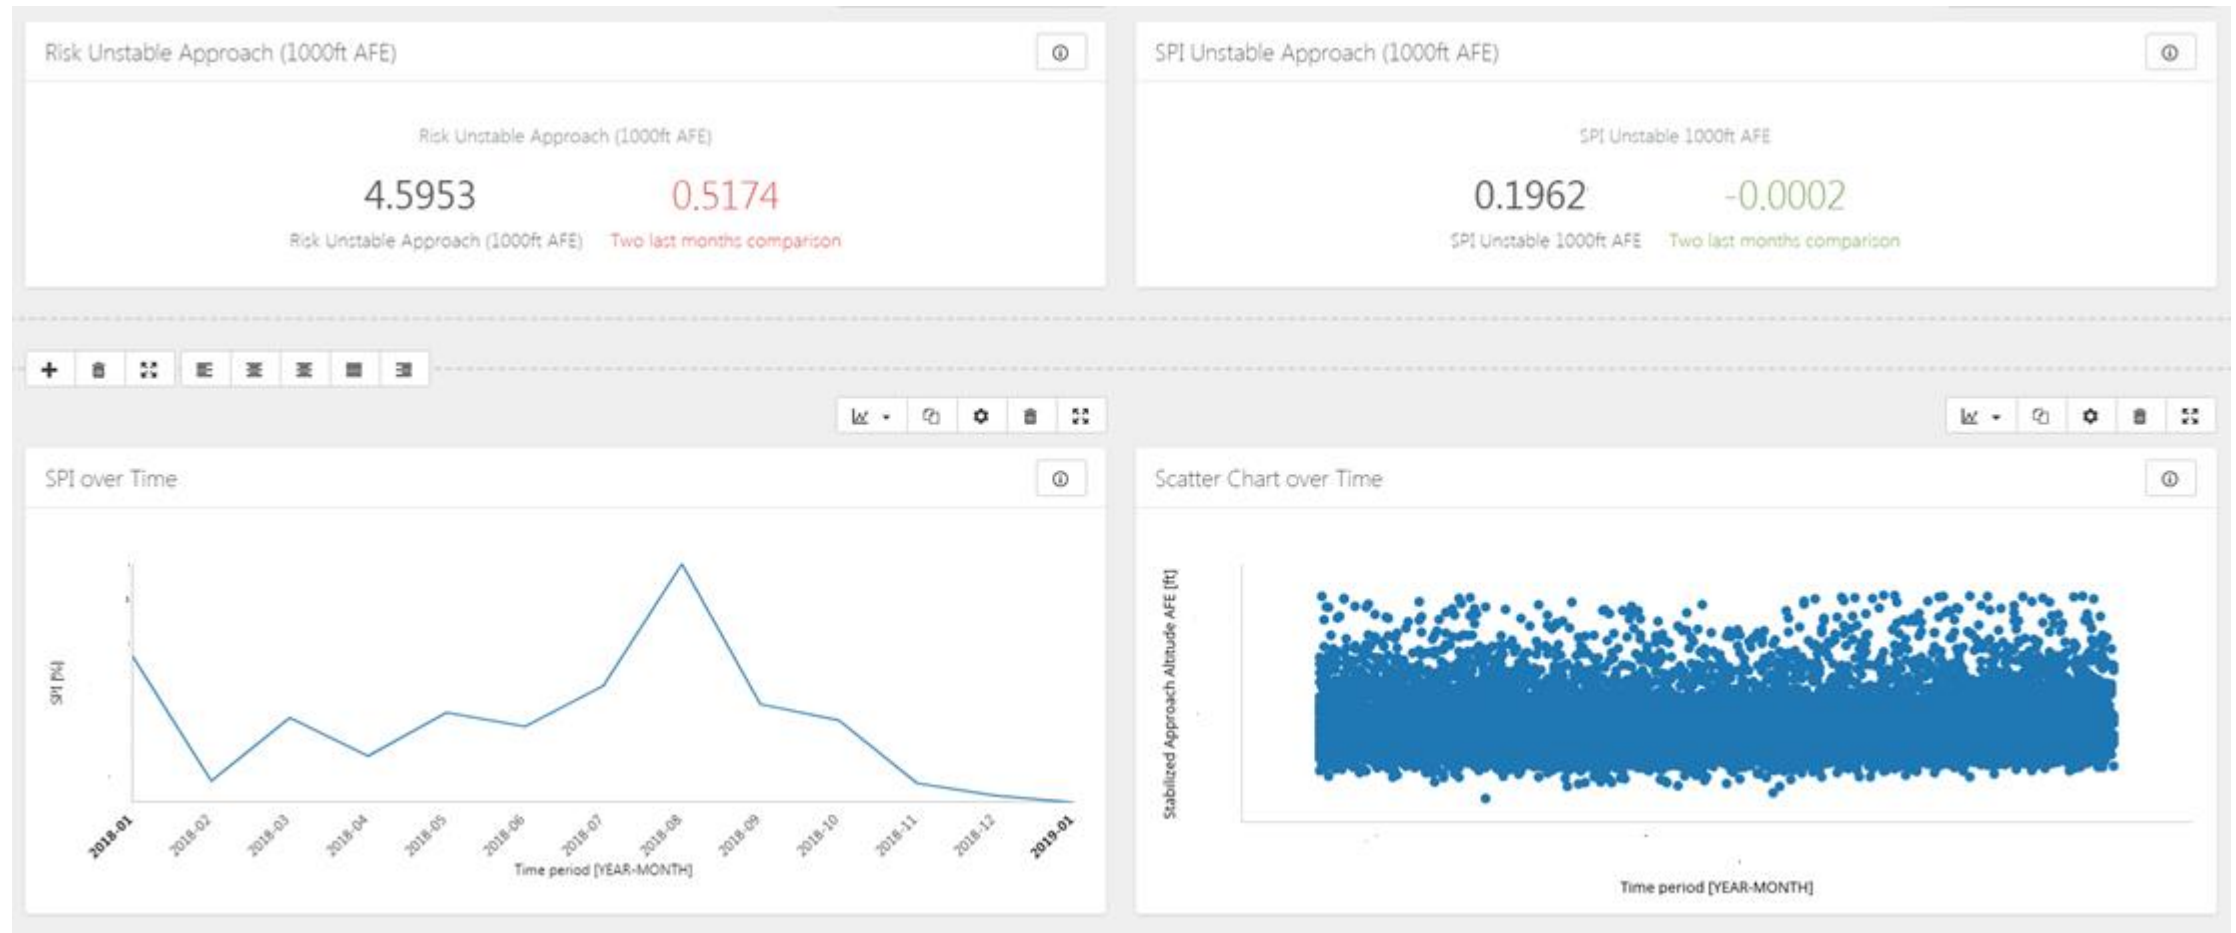 Risk Unstable Approach (1000ft AFE)
Risk Unstable Approach (1000ft AFE)
4.5953
0.5174
Risk Unstable Approach (1000ft AFE)
Two last months comparison
SPI Unstable Approach (1000ft AFE)
SPI Unstable 1000ft AFE
0.1962
-0.0002
SPI Unstable 1000ft AFE
Two last months comparison
SPI over Time
SPI [%]
2018-01
2018-02
2018-03
2018-04
2018-05
2018-06
2018-07
2018-08
2018-09
2018-10
2018-11
2018-12
2019-01
Time period [YEAR-MONTH]
Scatter Chart over Time
Stabilized Approach Altitude AFE [ft]
Time period [YEAR-MONTH]